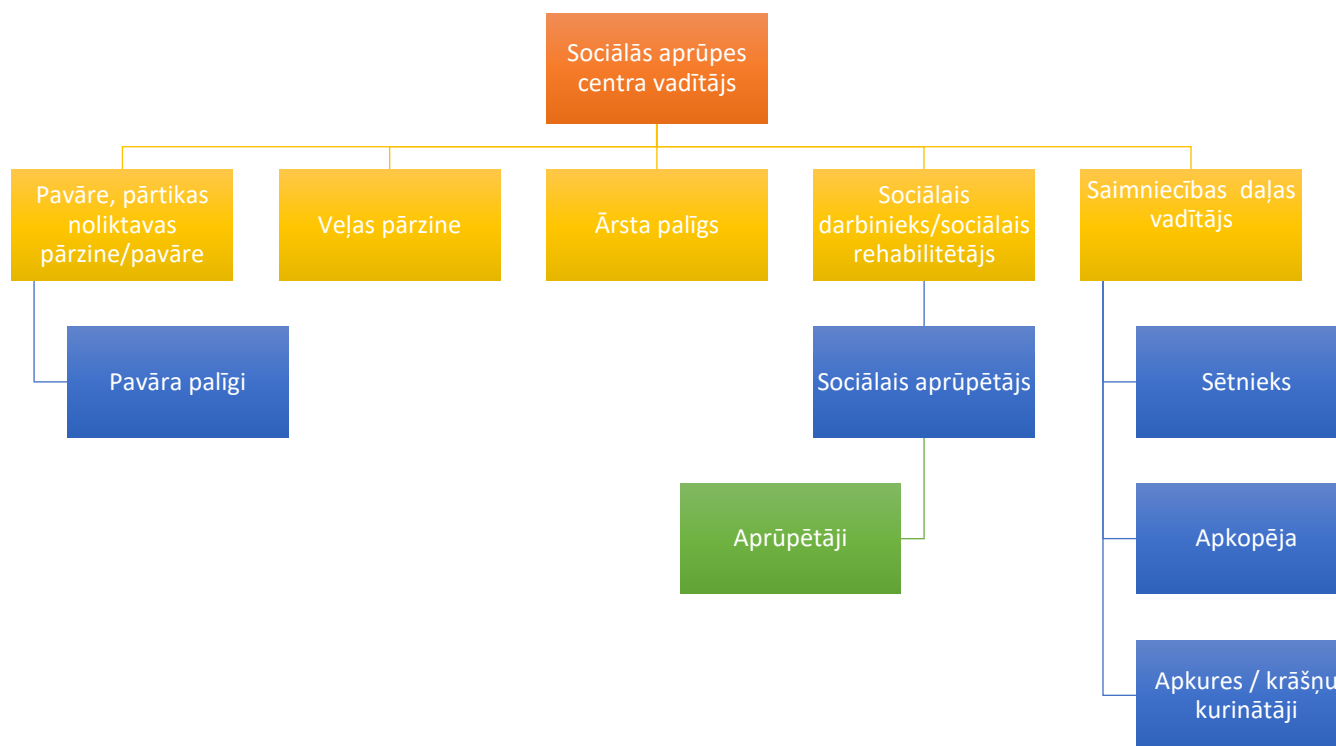 Sociālās aprūpes
centra vadītājs
Pavāre, pārtikas
noliktavas
pārzine/pavāre
Veļas pārzine
Ārsta palīgs
Sociālais
darbinieks/sociālais
rehabilitētājs
Saimniecības daļas
vadītājs
Pavāra palīgi
Sociālais aprūpētājs
Sētnieks
Aprūpētāji
Apkopēja
Apkures / krāšņu
kurinātāji